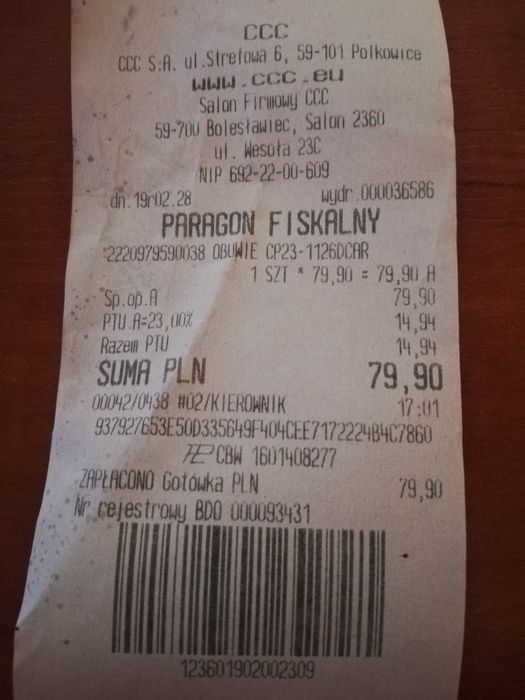 CCC
CCC S.A. ul.Strefowa 6, 59-101 Polkowice
www.ccc.eu
Salon Firmowy CCC
59-700 Bolesławiec, Salon 2360
ul. Wesoła 23C
NIP 692-22-00-609
dn.19r02.28 wydr.000036586
PARAGON FISKALNY
*2220979590038 OBUWIE CP23-1126DCAR
1 SZT * 79,90 = 79,90 A
Sp.op.A 79,90
PTU A=23,00% 14,94
Razem PTU 14,94
SUMA PLN 79,90
00042/0438 #02/KIEROWNIK 17:01
937927653E50D335649F404CEE7172224B4C7860
CBW 1601408277
ZAPŁACONO Gotówka PLN 79,90
Nr rejestrowy BDO 000093431
123601902002309